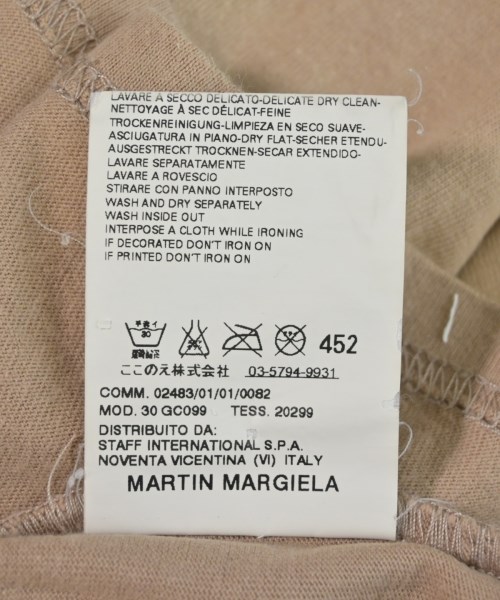 LAVARE A SECCO DELICATO-DELICATE DRY CLEAN-
NETTOYAGE À SEC DÉLICAT-FEINE
TROCKENREINIGUNG-LIMPIEZA EN SECO SUAVE-
ASCIUGATURA IN PIANO-DRY FLAT-SECHER ETENDU-
AUSGESTRECKT TROCKNEN-SECAR EXTENDIDO-
LAVARE SEPARATAMENTE
LAVARE A ROVESCIO
STIRARE CON PANNO INTERPOSTO
WASH AND DRY SEPARATELY
WASH INSIDE OUT
INTERPOSE A CLOTH WHILE IRONING
IF DECORATED DON'T IRON ON
IF PRINTED DON'T IRON ON
手洗イ
30
452
ここのえ株式会社 03-5794-9931
COMM. 02483/01/01/0082
MOD. 30 GC099 TESS. 20299
DISTRIBUITO DA:
STAFF INTERNATIONAL S.P.A.
NOVENTA VICENTINA (VI) ITALY
MARTIN MARGIELA